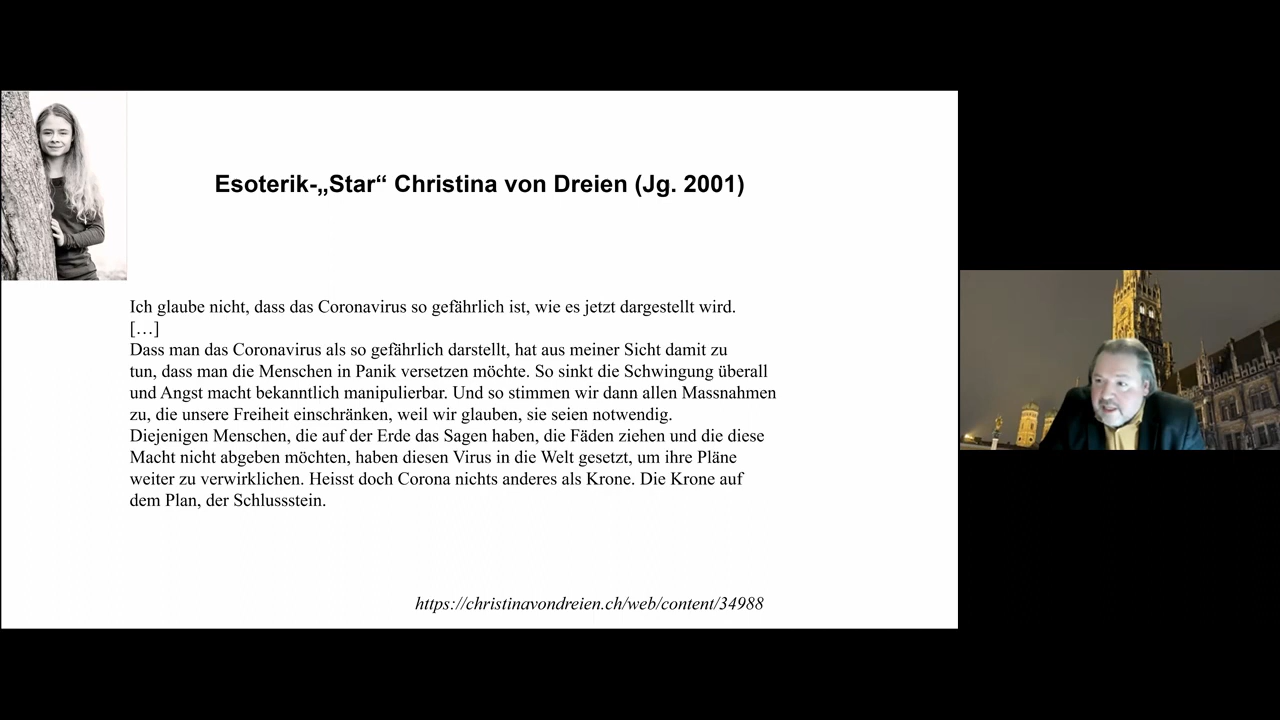 Esoterik-„Star“ Christina von Dreien (Jg. 2001)
Ich glaube nicht, dass das Coronavirus so gefährlich ist, wie es jetzt dargestellt wird.
[…]
Dass man das Coronavirus als so gefährlich darstellt, hat aus meiner Sicht damit zu
tun, dass man die Menschen in Panik versetzen möchte. So sinkt die Schwingung überall
und Angst macht bekanntlich manipulierbar. Und so stimmen wir dann allen Massnahmen
zu, die unsere Freiheit einschränken, weil wir glauben, sie seien notwendig.
Diejenigen Menschen, die auf der Erde das Sagen haben, die Fäden ziehen und die diese
Macht nicht abgeben möchten, haben diesen Virus in die Welt gesetzt, um ihre Pläne
weiter zu verwirklichen. Heisst doch Corona nichts anderes als Krone. Die Krone auf
dem Plan, der Schlussstein.
https://christinavondreien.ch/web/content/34988